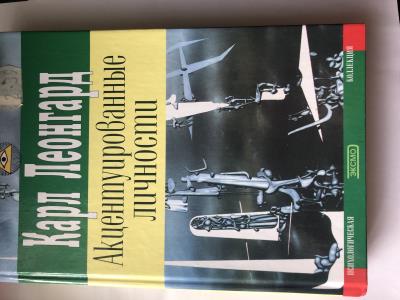 Карл Леонгард
Акцентуированные
личности
ПСИХОЛОГИЧЕСКАЯ
КОЛЛЕКЦИЯ
ЭКСМО